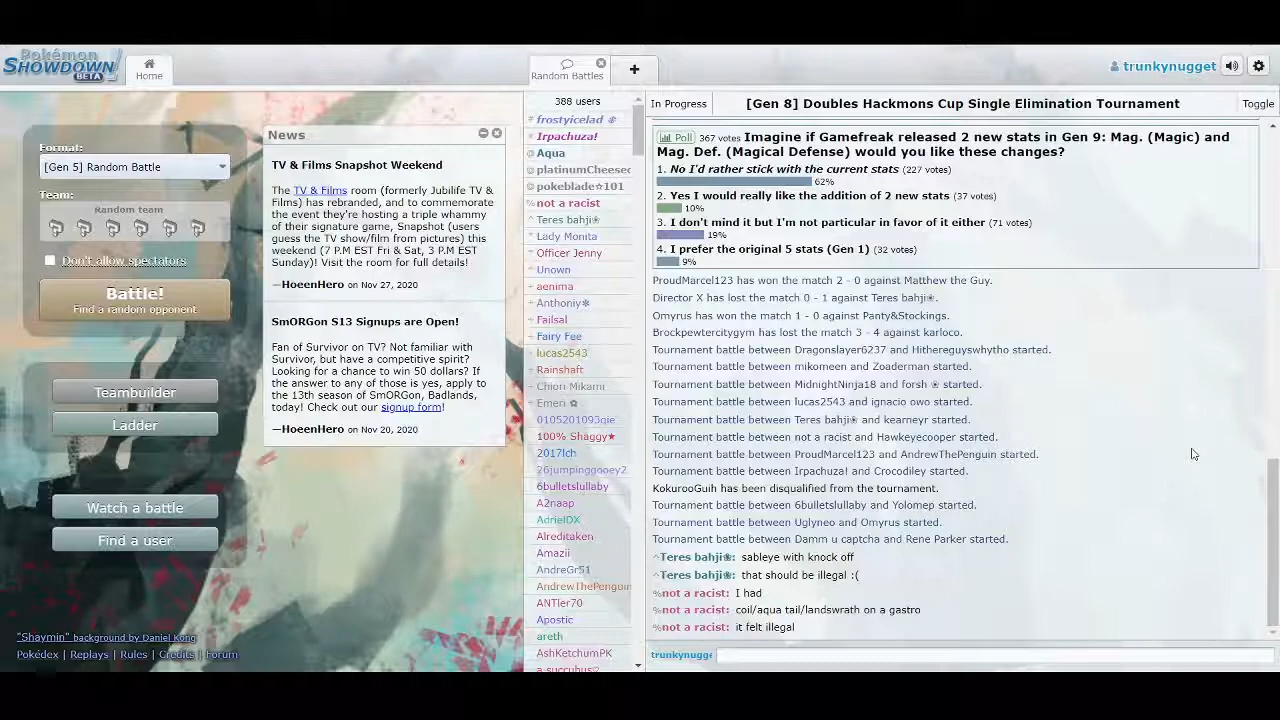 Pokémon
SHOWDOWN!
BETA
Home
Random Battles
+
trunkynugget
Format:
[Gen 5] Random Battle
Team:
Random team
Don't allow spectators
Battle!
Find a random opponent
Teambuilder
Ladder
Watch a battle
Find a user
"Shaymin" background by Daniel Kong
Pokédex | Replays | Rules | Credits | Forum
News
TV & Films Snapshot Weekend
The TV & Films room (formerly Jubilife TV &
Films) has rebranded, and to commemorate
the event they're hosting a triple whammy
of their signature game, Snapshot (users
guess the TV show/film from pictures) this
weekend (7 P.M EST Fri & Sat, 3 P.M EST
Sunday)! Visit the room for full details!
—HoeenHero on Nov 27, 2020
SmORGon S13 Signups are Open!
Fan of Survivor on TV? Not familiar with
Survivor, but have a competitive spirit?
Looking for a chance to win 50 dollars? If
the answer to any of those is yes, apply to
the 13th season of SmORGon, Badlands,
today! Check out our signup form!
—HoeenHero on Nov 20, 2020
388 users
# frostyicelad
# Irpachuza!
@ Aqua
@ platinumCheesec
@ pokeblade☆101
% not a racist
^ Teres bahji❀
+ Lady Monita
+ Officer Jenny
+ Unown
+ aenima
+ Anthoniy✻
+ Failsal
+ Fairy Fee
+ lucas2543
+ Rainshaft
+ Chion Mikami
+ Emeri ✿
0105201093qie
100% Shaggy★
2017lch
26jumpinggooey2
6bulletslullaby
A2naap
AdrielDX
Alreditaken
Amazii
AndreGr51
AndrewThePenguin
ANTler70
Apostic
areth
AshKetchumPK
a succubus♡
In Progress
[Gen 8] Doubles Hackmons Cup Single Elimination Tournament
Toggle
Poll 367 votes Imagine if Gamefreak released 2 new stats in Gen 9: Mag. (Magic) and
Mag. Def. (Magical Defense) would you like these changes?
1. No I'd rather stick with the current stats (227 votes)
62%
2. Yes I would really like the addition of 2 new stats (37 votes)
10%
3. I don't mind it but I'm not particular in favor of it either (71 votes)
19%
4. I prefer the original 5 stats (Gen 1) (32 votes)
9%
ProudMarcel123 has won the match 2 - 0 against Matthew the Guy.
Director X has lost the match 0 - 1 against Teres bahji❀.
Omyrus has won the match 1 - 0 against Panty&Stockings.
Brockpewtercitygym has lost the match 3 - 4 against karloco.
Tournament battle between Dragonslayer6237 and Hithereguyswhytho started.
Tournament battle between mikomeen and Zoaderman started.
Tournament battle between MidnightNinja18 and forsh ❀ started.
Tournament battle between lucas2543 and ignacio owo started.
Tournament battle between Teres bahji❀ and kearneyr started.
Tournament battle between not a racist and Hawkeyecooper started.
Tournament battle between ProudMarcel123 and AndrewThePenguin started.
Tournament battle between Irpachuza! and Crocodiley started.
KokurooGuih has been disqualified from the tournament.
Tournament battle between 6bulletslullaby and Yolomep started.
Tournament battle between Uglyneo and Omyrus started.
Tournament battle between Damm u captcha and Rene Parker started.
^Teres bahji❀: sableye with knock off
^Teres bahji❀: that should be illegal :(
%not a racist: I had
%not a racist: coil/aqua tail/landswrath on a gastro
%not a racist: it felt illegal
trunkynugge